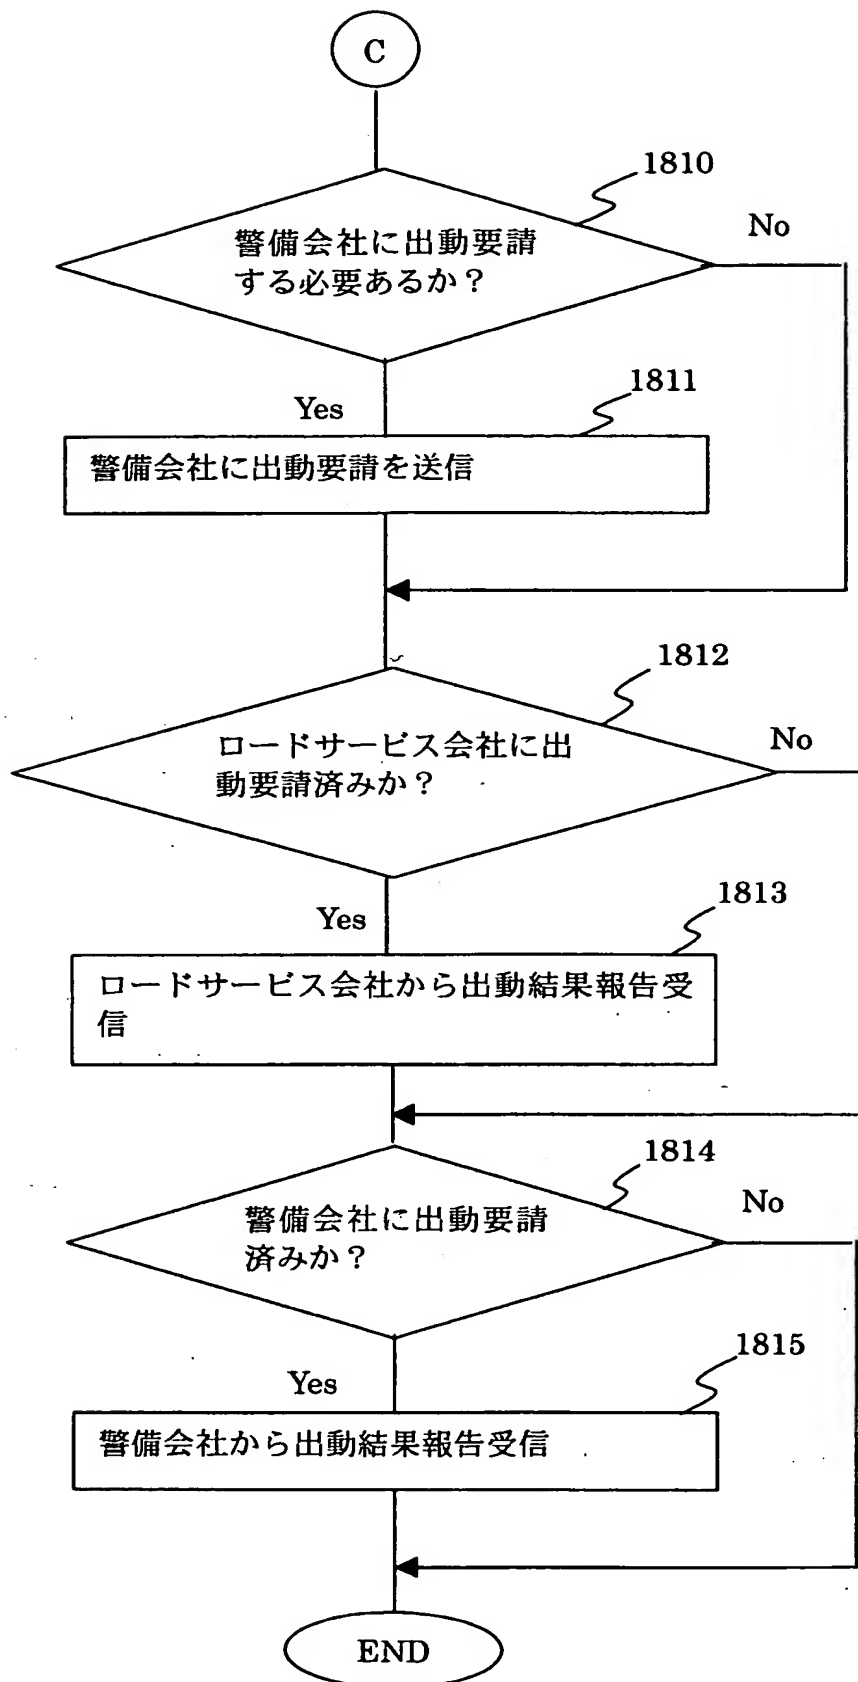 C
1810
警備会社に出動要請
する必要あるか？
No
Yes
1811
警備会社に出動要請を送信
1812
ロードサービス会社に出
動要請済みか？
No
Yes
1813
ロードサービス会社から出動結果報告受
信
1814
警備会社に出動要請
済みか？
No
Yes
1815
警備会社から出動結果報告受信
END